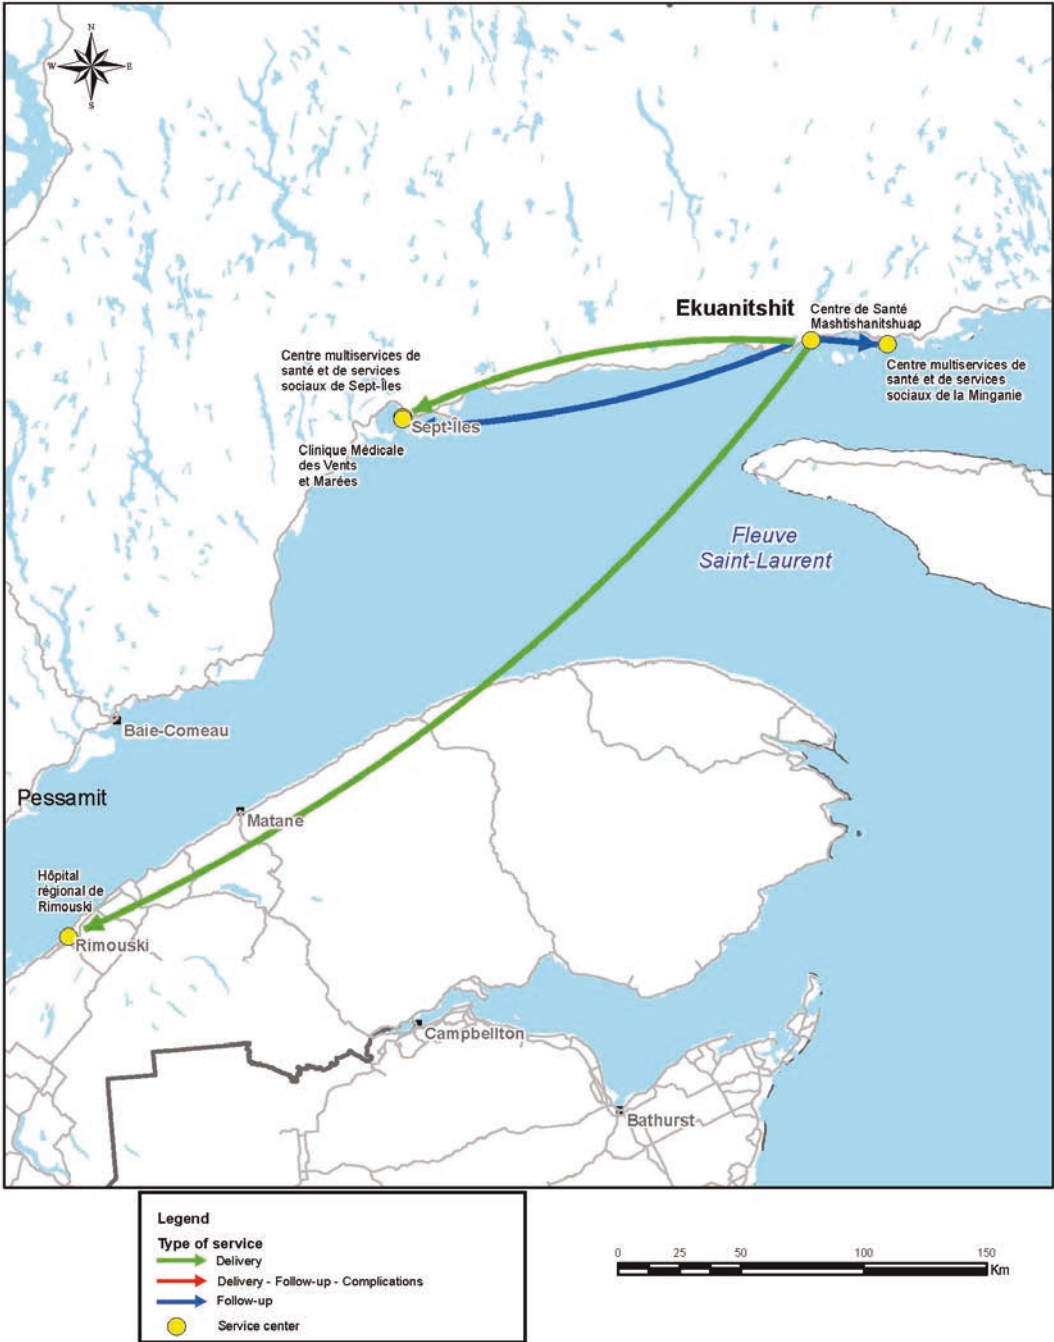 N
W
E
S
Ekuanitshit
Centre de Santé
Mashtishanitshuap
Centre multiservices de
santé et de services
sociaux de Sept-Îles
Centre multiservices de
santé et de services
sociaux de la Minganie
Sept-Îles
Clinique Médicale
des Vents
et Marées
Fleuve
Saint-Laurent
Baie-Comeau
Pessamit
Matane
Hôpital
régional de
Rimouski
Rimouski
Campbellton
Bathurst
Legend
Type of service
Delivery
Delivery - Follow-up - Complications
Follow-up
Service center
0 25 50 100 150
Km